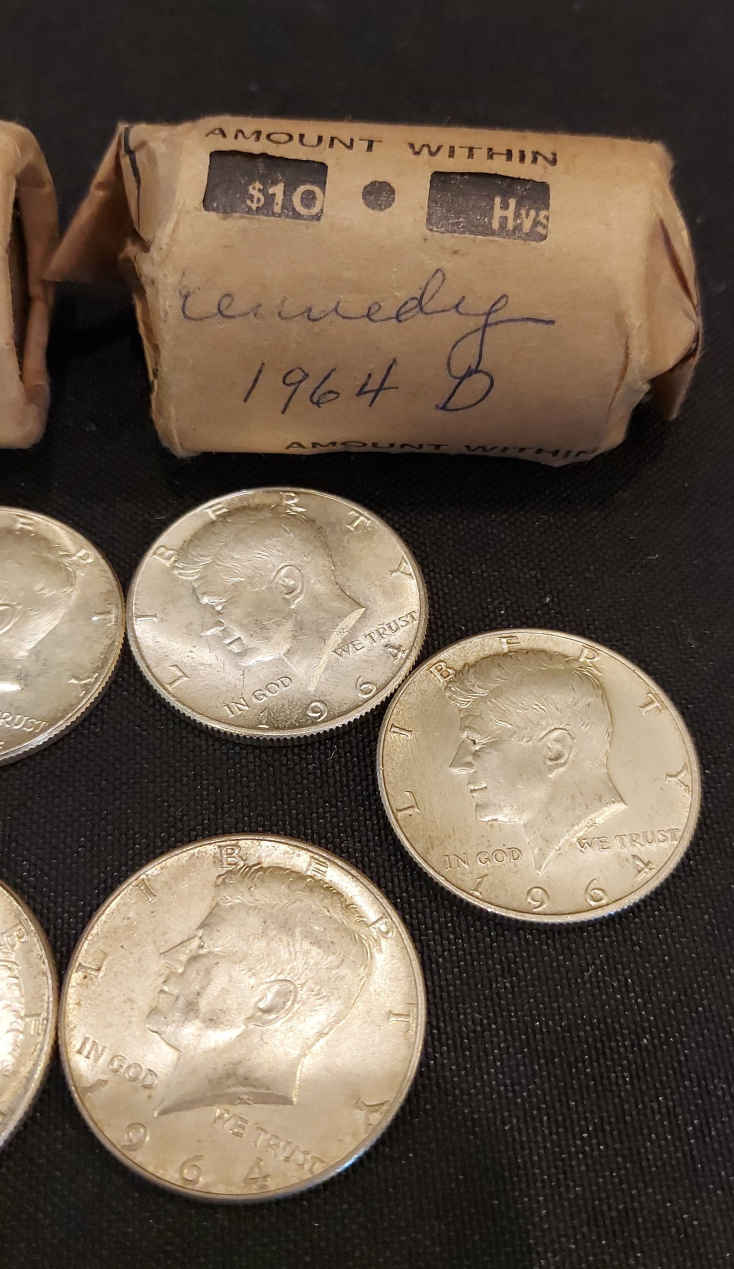 AMOUNT WITHIN
$10 Hvs
Kennedy
1964 D
AMOUNT WITHIN
LIBERTY
IN GOD WE TRUST
1964
LIBERTY
IN GOD WE TRUST
1964
LIBERTY
IN GOD WE TRUST
1964